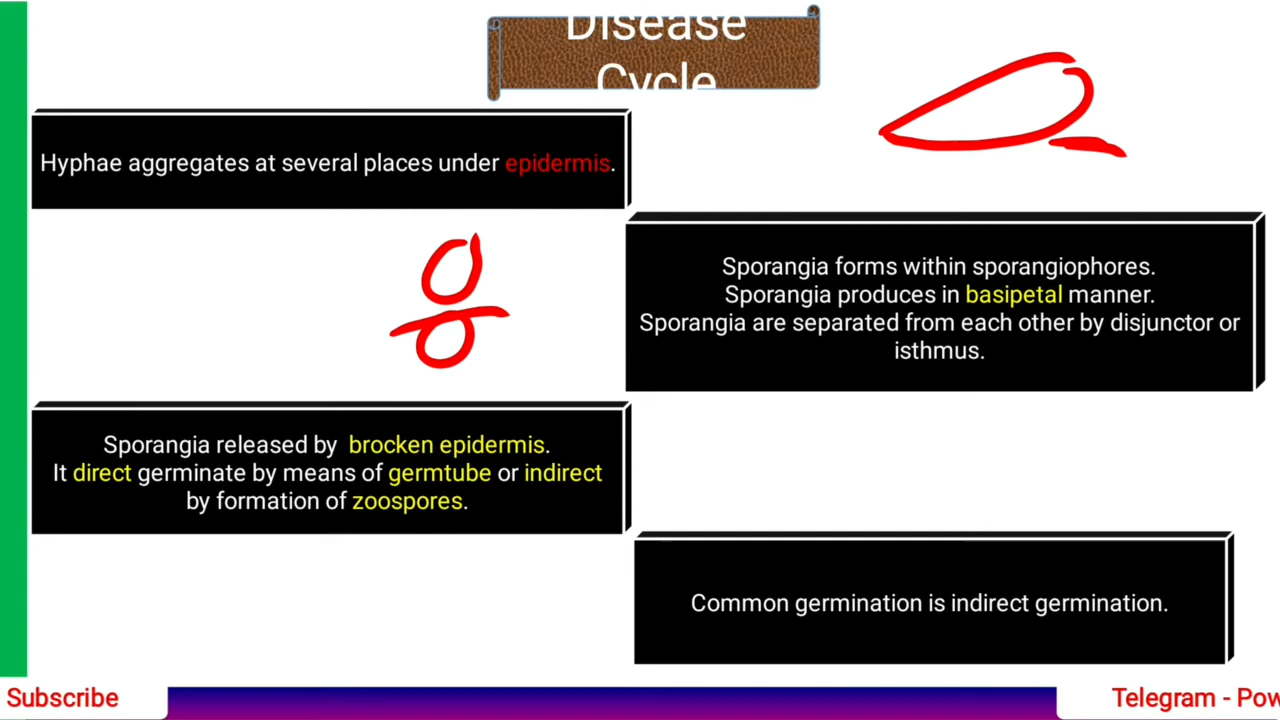 Disease
Cycle
Hyphae aggregates at several places under epidermis.
Sporangia forms within sporangiophores.
Sporangia produces in basipetal manner.
Sporangia are separated from each other by disjunctor or
isthmus.
Sporangia released by brocken epidermis.
It direct germinate by means of germtube or indirect
by formation of zoospores.
Common germination is indirect germination.
Subscribe
Telegram - Pow